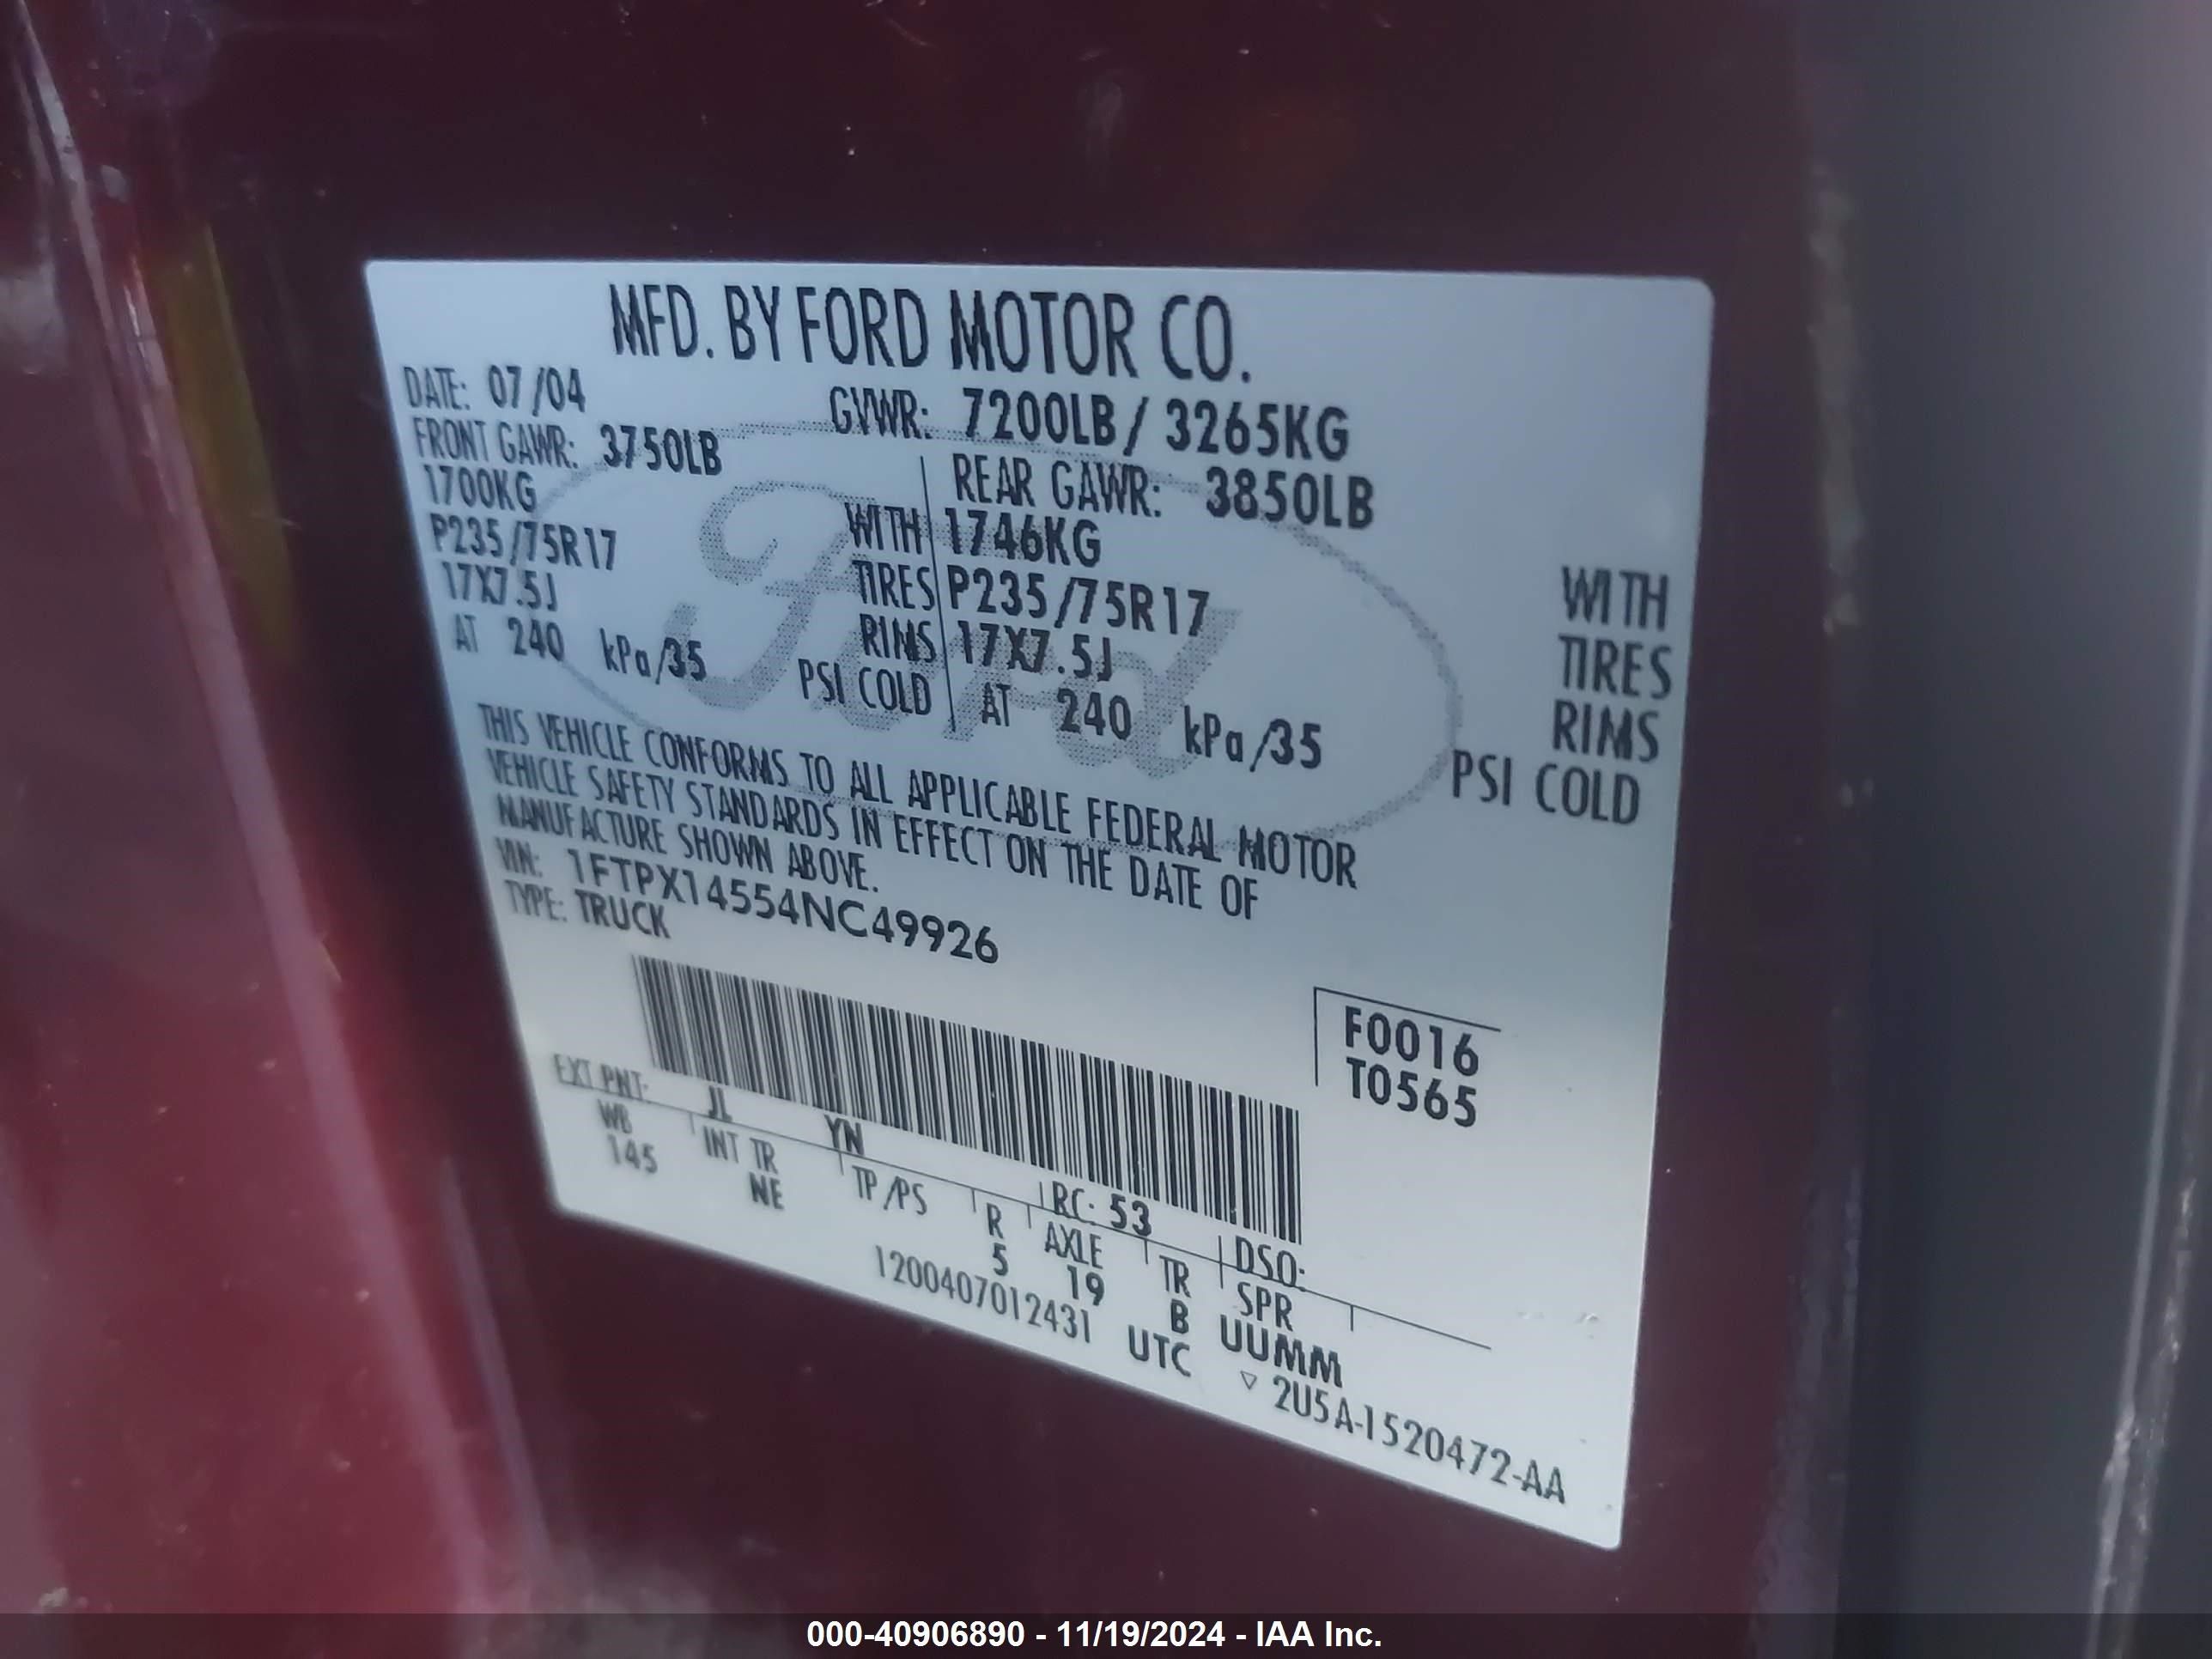 MFD. BY FORD MOTOR CO.
DATE: 07/04 GVWR: 7200LB / 3265KG
FRONT GAWR: 3750LB REAR GAWR: 3850LB
1700KG WITH 1746KG WITH
P235/75R17 TIRES P235/75R17 TIRES
17X7.5J RIMS 17X7.5J RIMS
AT 240 kPa/35 PSI COLD AT 240 kPa/35 PSI COLD
Ford
THIS VEHICLE CONFORMS TO ALL APPLICABLE FEDERAL MOTOR
VEHICLE SAFETY STANDARDS IN EFFECT ON THE DATE OF
MANUFACTURE SHOWN ABOVE.
VIN: 1FTPX14554NC49926
TYPE: TRUCK
F0016
T0565
EXT PNT: JL YN RC: 53 DSO:
WB INT TR TP/PS R AXLE TR SPR
145 NE 5 19 B UUMM
1200407012431 UTC ▽ 2U5A-1520472-AA
000-40906890 - 11/19/2024 - IAA Inc.